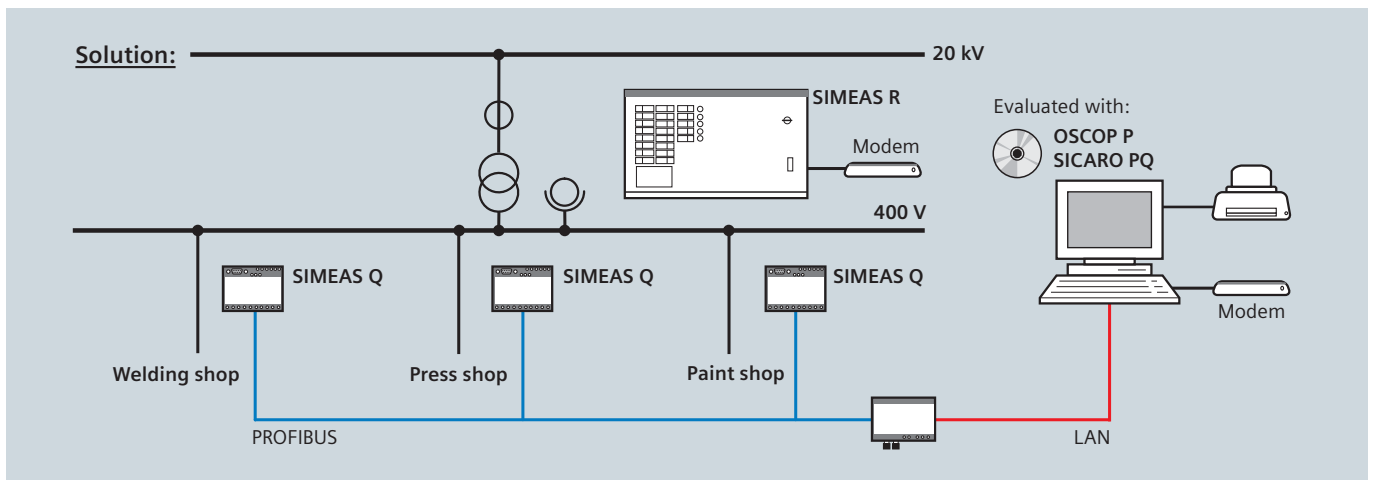 Solution:
20 kV
SIMEAS R
Modem
Evaluated with:
OSCOP P
SICARO PQ
400 V
SIMEAS Q
SIMEAS Q
SIMEAS Q
Modem
Welding shop
Press shop
Paint shop
PROFIBUS
LAN